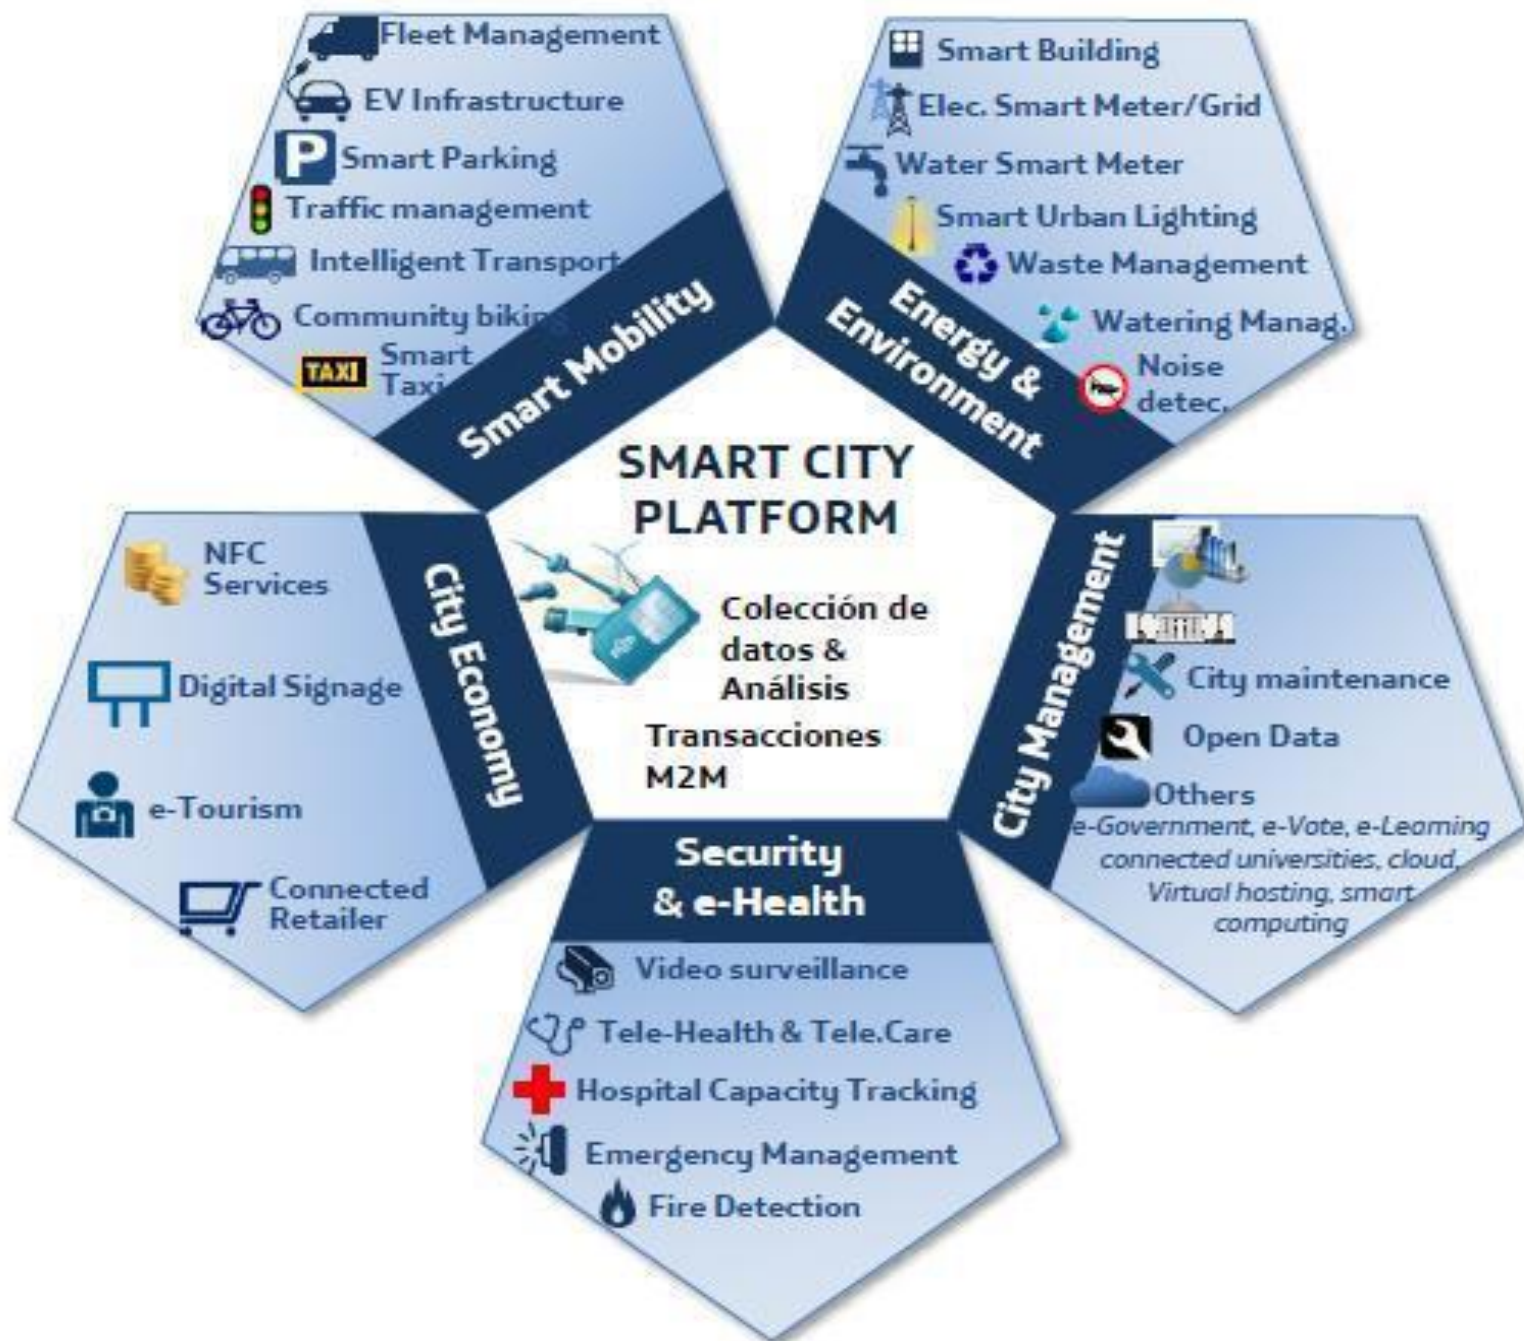 Fleet Management
EV Infrastructure
P
Smart Parking
Traffic management
Intelligent Transport
Community biking
TAXI
Smart
Taxi
Smart Mobility
Smart Building
Elec. Smart Meter/Grid
Water Smart Meter
Smart Urban Lighting
Waste Management
Watering Manag.
Noise
detec.
Energy &
Environment
SMART CITY
PLATFORM
Colección de
datos &
Análisis
Transacciones
M2M
NFC
Services
Digital Signage
e-Tourism
Connected
Retailer
City Economy
City Management
City maintenance
Open Data
Others
e-Government, e-Vote, e-Learning
connected universities, cloud,
Virtual hosting, smart
computing
Security
& e-Health
Video surveillance
Tele-Health & Tele.Care
Hospital Capacity Tracking
Emergency Management
Fire Detection